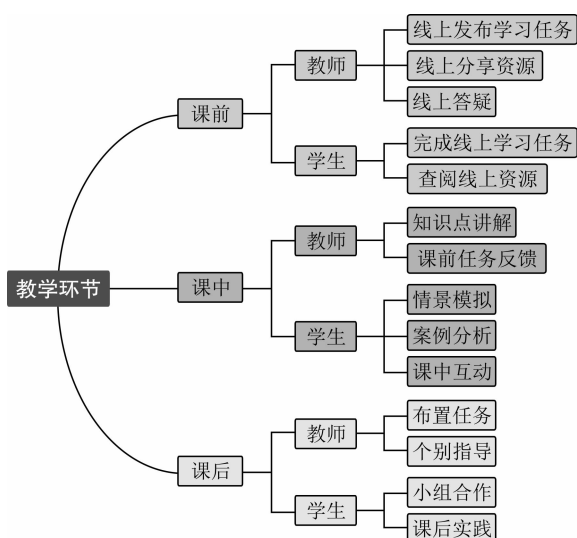 教学环节
课前
教师
线上发布学习任务
线上分享资源
线上答疑
学生
完成线上学习任务
查阅线上资源
课中
教师
知识点讲解
课前任务反馈
学生
情景模拟
案例分析
课中互动
课后
教师
布置任务
个别指导
学生
小组合作
课后实践